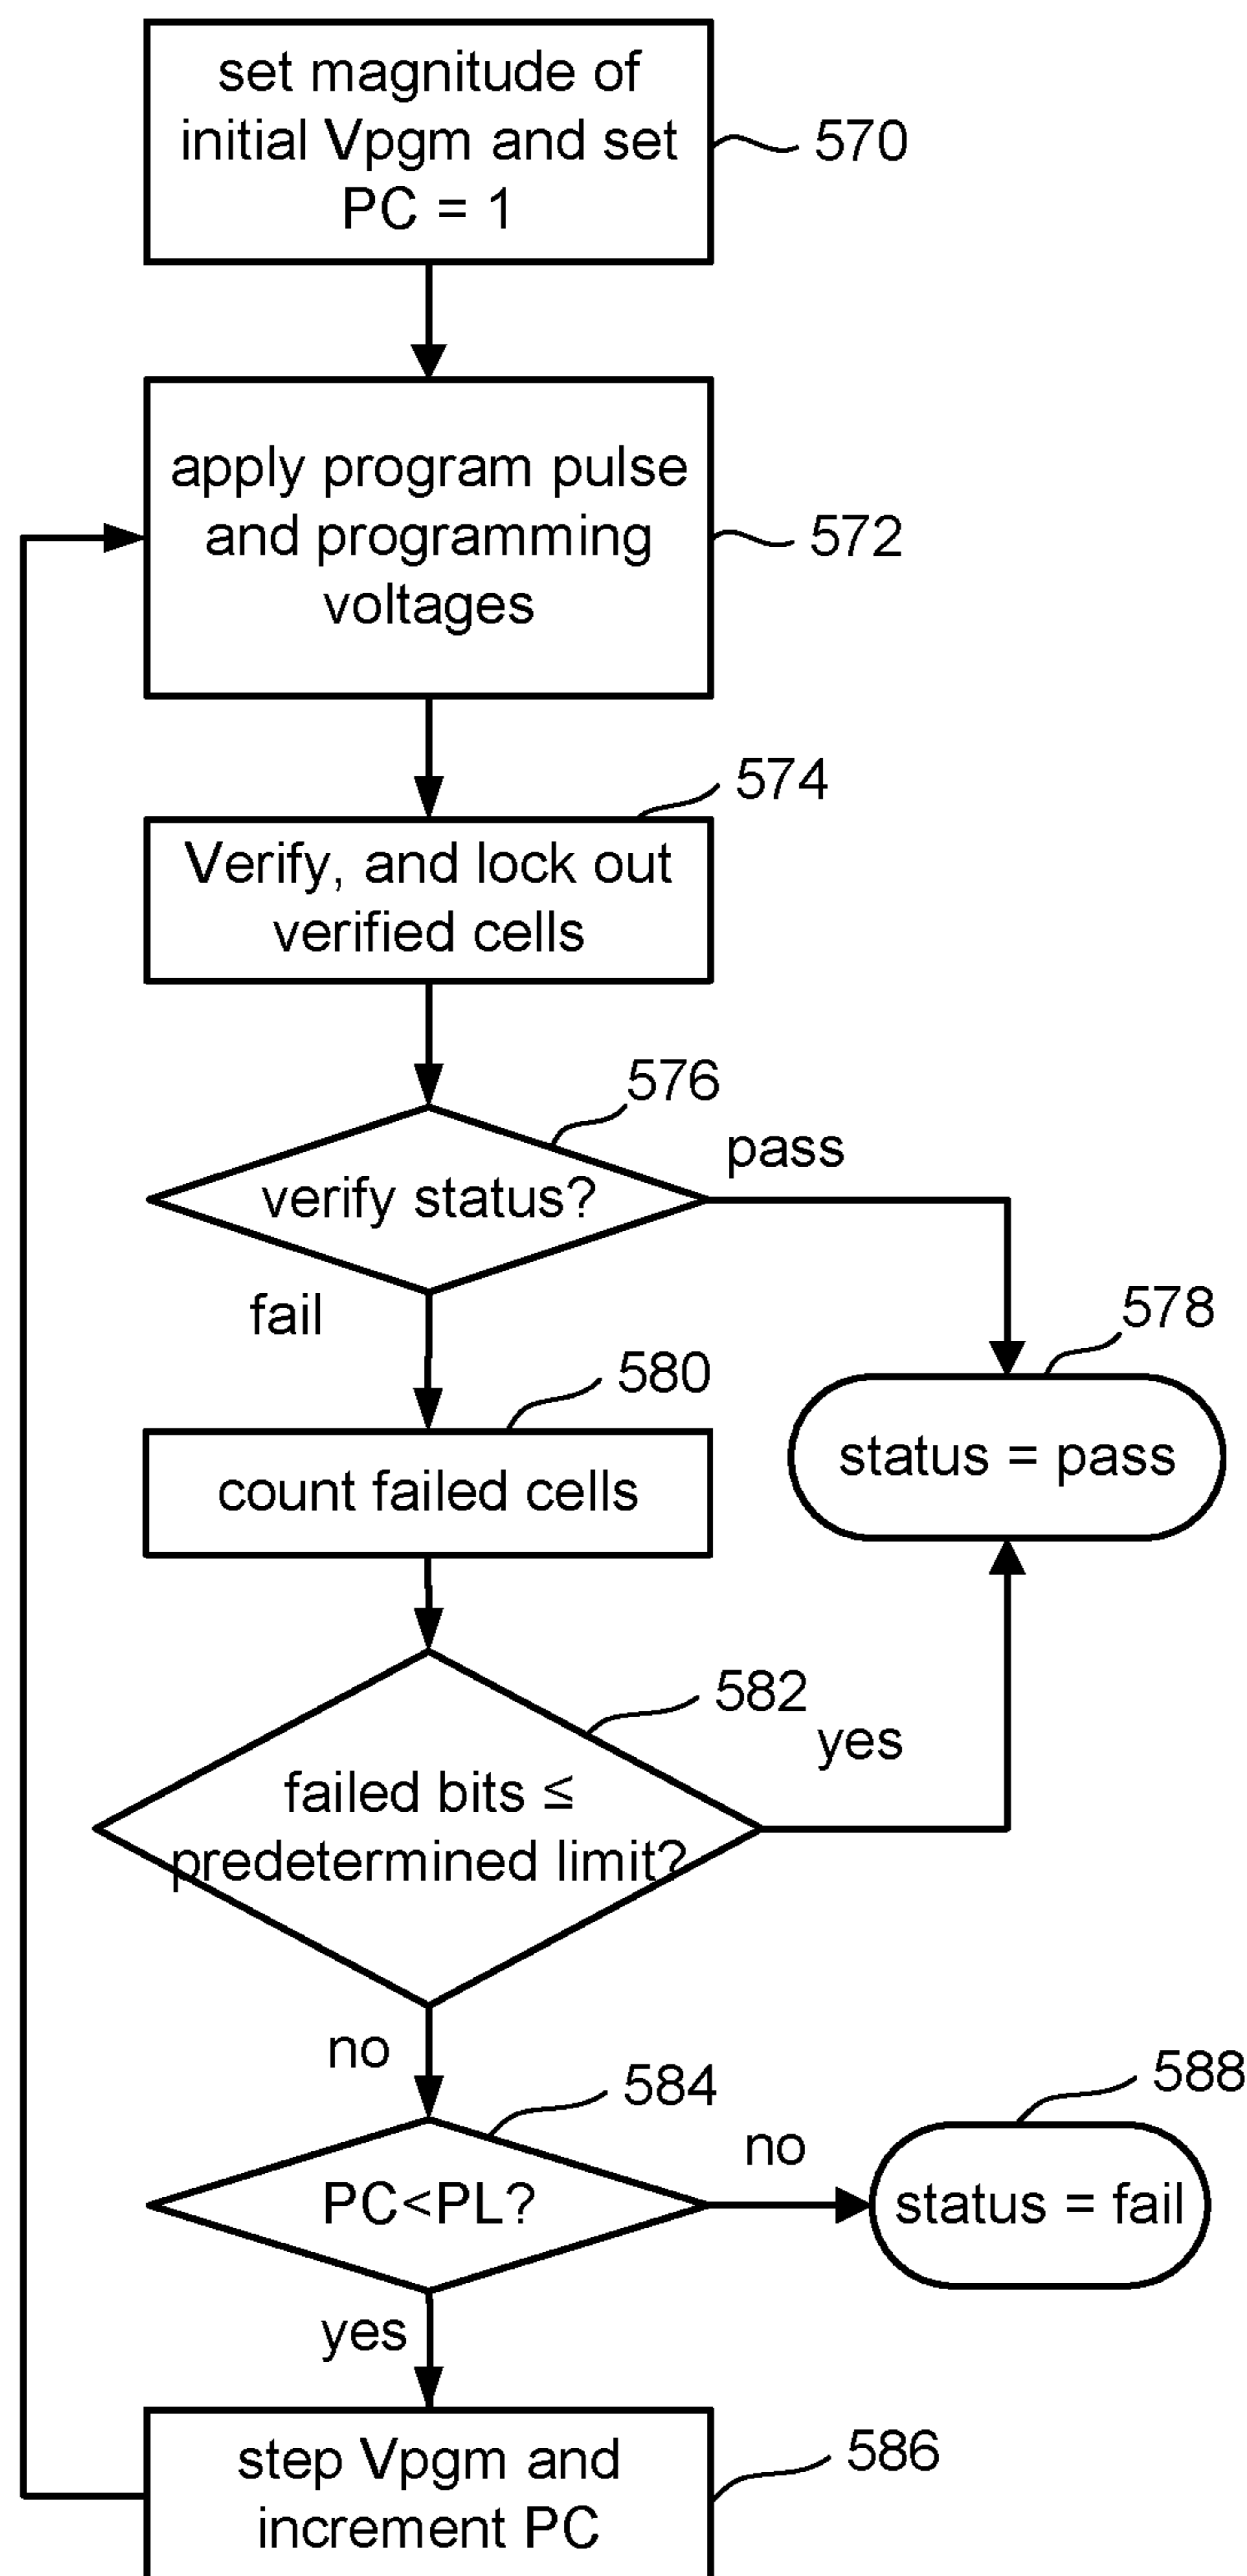 set magnitude of
initial Vpgm and set
PC = 1
570
apply program pulse
and programming
voltages
572
574
Verify, and lock out
verified cells
576
pass
verify status?
fail
578
580
status = pass
count failed cells
582
yes
failed bits ≤
predetermined limit?
no
584
588
no
PC<PL?
status = fail
yes
step Vpgm and
increment PC
586